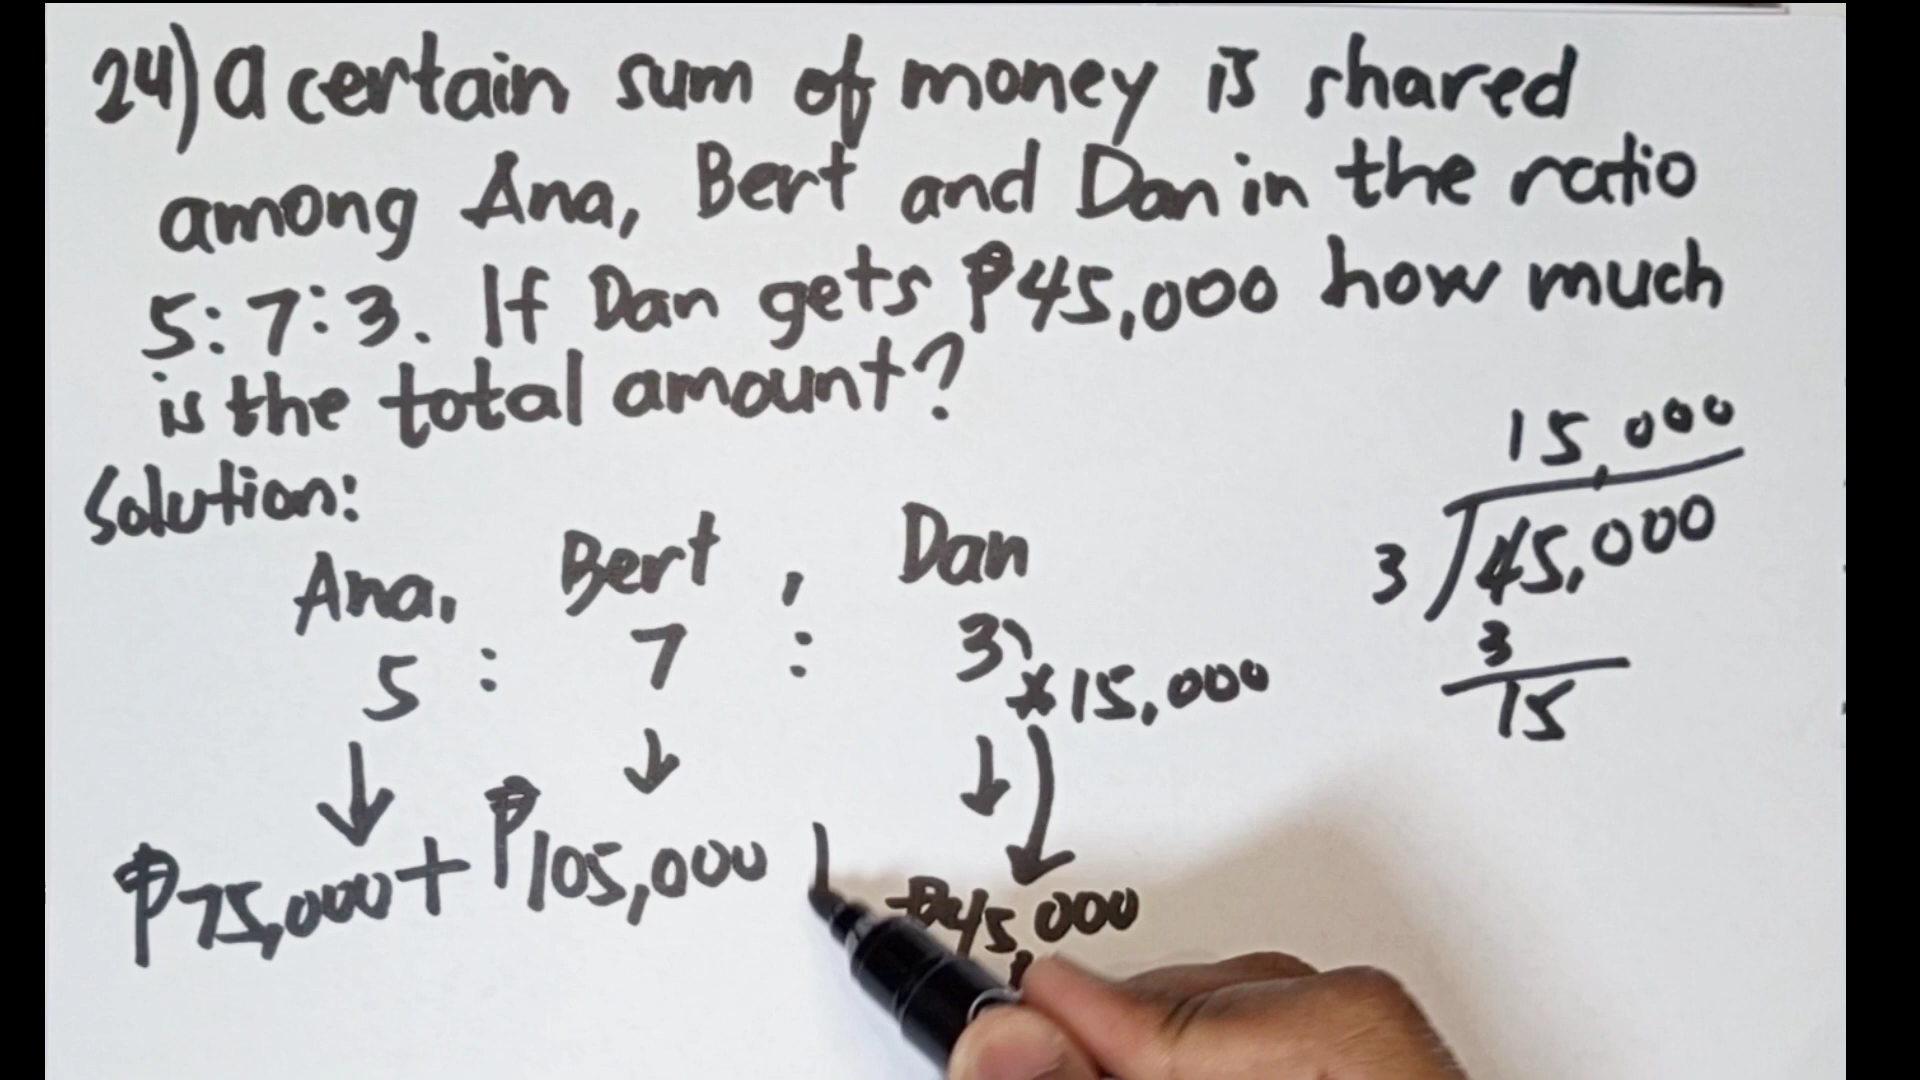 24) A certain sum of money is shared
among Ana, Bert and Dan in the ratio
5:7:3. If Dan gets ₱45,000 how much
is the total amount?
Solution:
Ana, Bert , Dan
5 : 7 : 3 × 15,000
₱75,000 + ₱105,000 ₱45,000
15,000
3 45,000
3
15